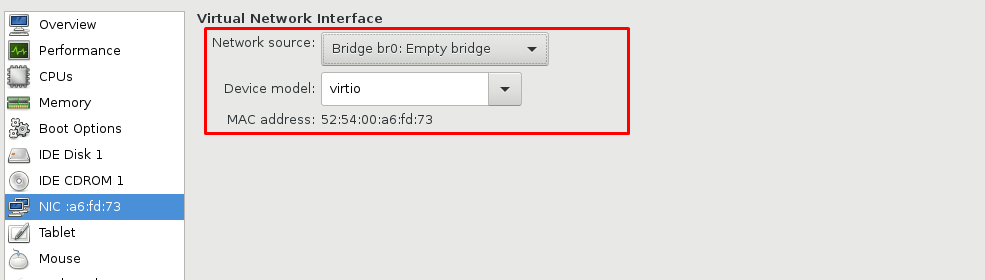 Overview
Performance
CPUs
Memory
Boot Options
IDE Disk 1
IDE CDROM 1
NIC :a6:fd:73
Tablet
Mouse
Virtual Network Interface
Network source: Bridge br0: Empty bridge
Device model: virtio
MAC address: 52:54:00:a6:fd:73